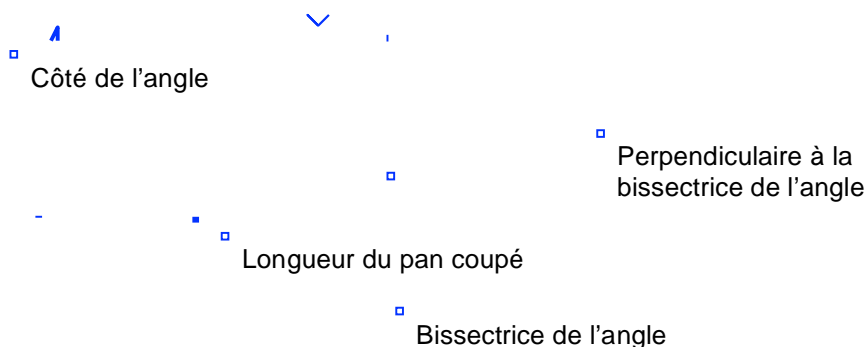 Côté de l’angle
Perpendiculaire à la
bissectrice de l’angle
Longueur du pan coupé
Bissectrice de l’angle